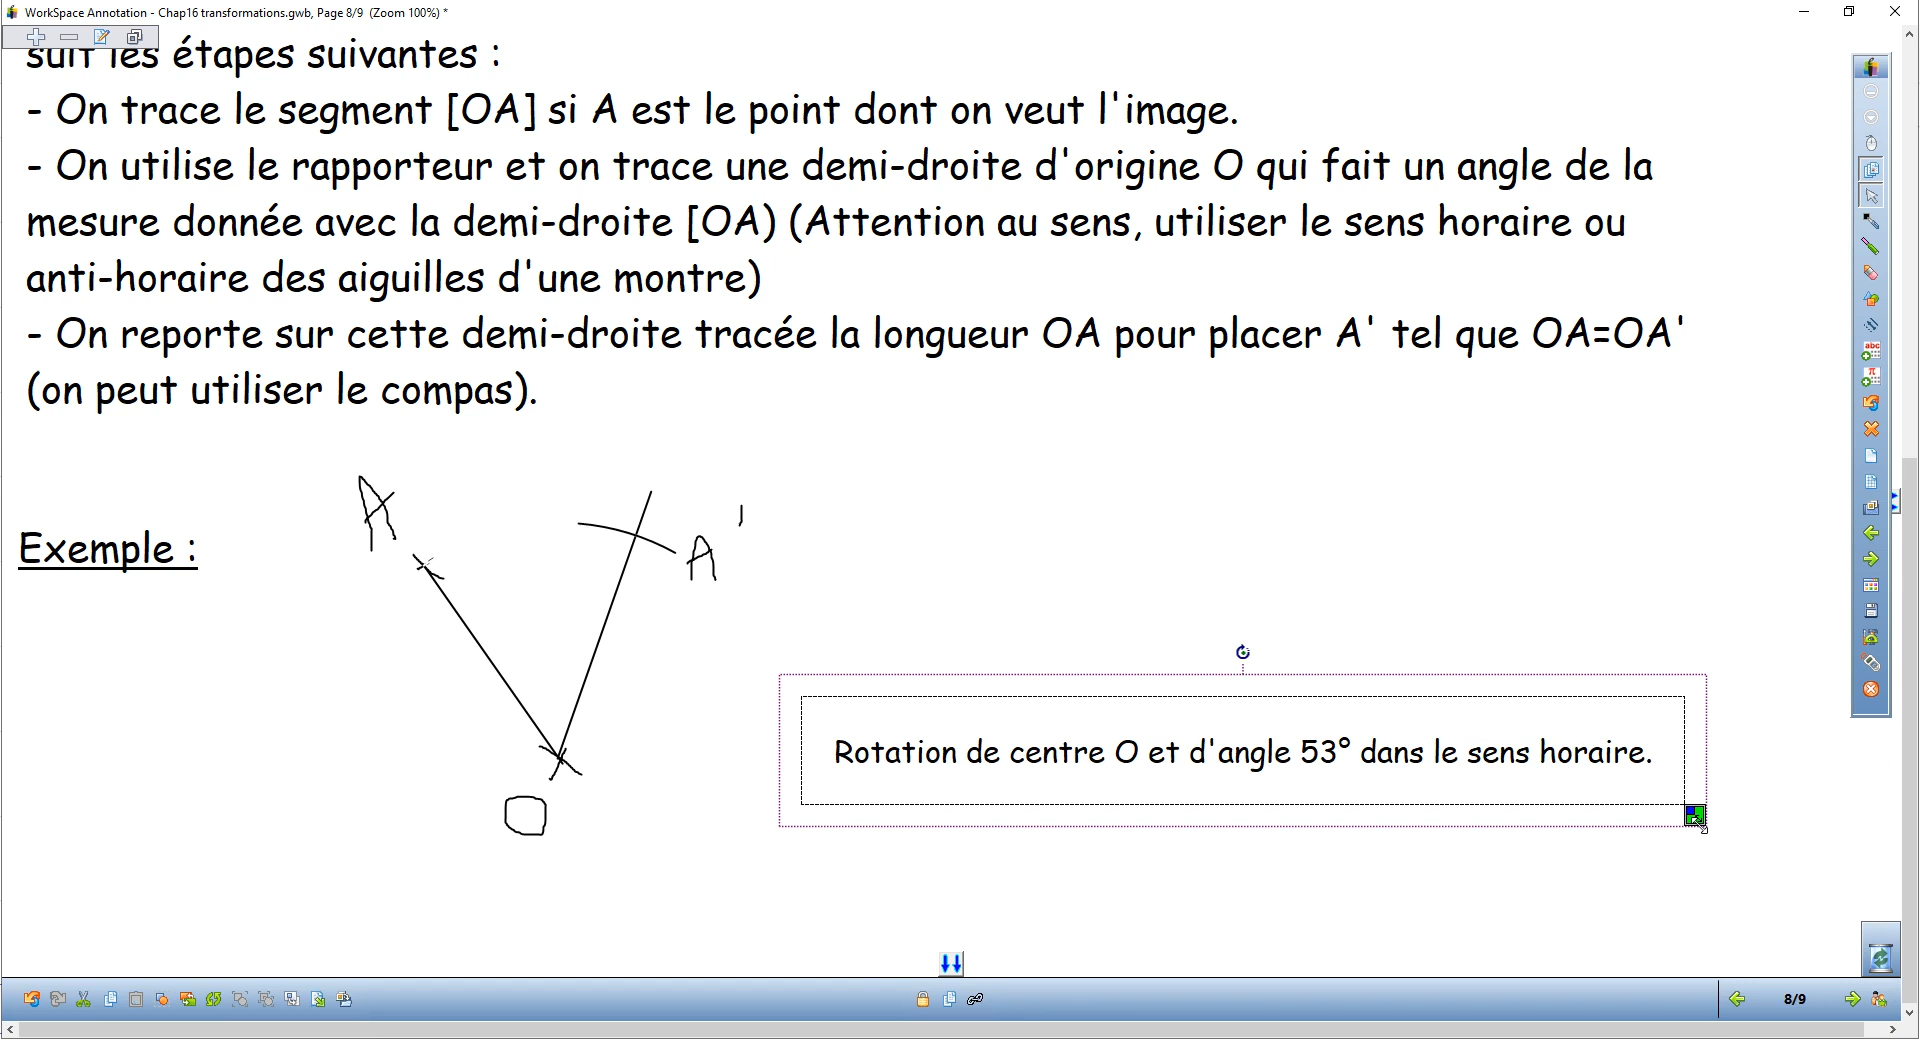 WorkSpace Annotation - Chap16 transformations.gwb, Page 8/9 (Zoom 100%) *
suit les étapes suivantes :
- On trace le segment [OA] si A est le point dont on veut l'image.
- On utilise le rapporteur et on trace une demi-droite d'origine O qui fait un angle de la
mesure donnée avec la demi-droite [OA) (Attention au sens, utiliser le sens horaire ou
anti-horaire des aiguilles d'une montre)
- On reporte sur cette demi-droite tracée la longueur OA pour placer A' tel que OA=OA'
(on peut utiliser le compas).
Exemple :
A
A'
O
Rotation de centre O et d'angle 53° dans le sens horaire.
abc
π
8/9